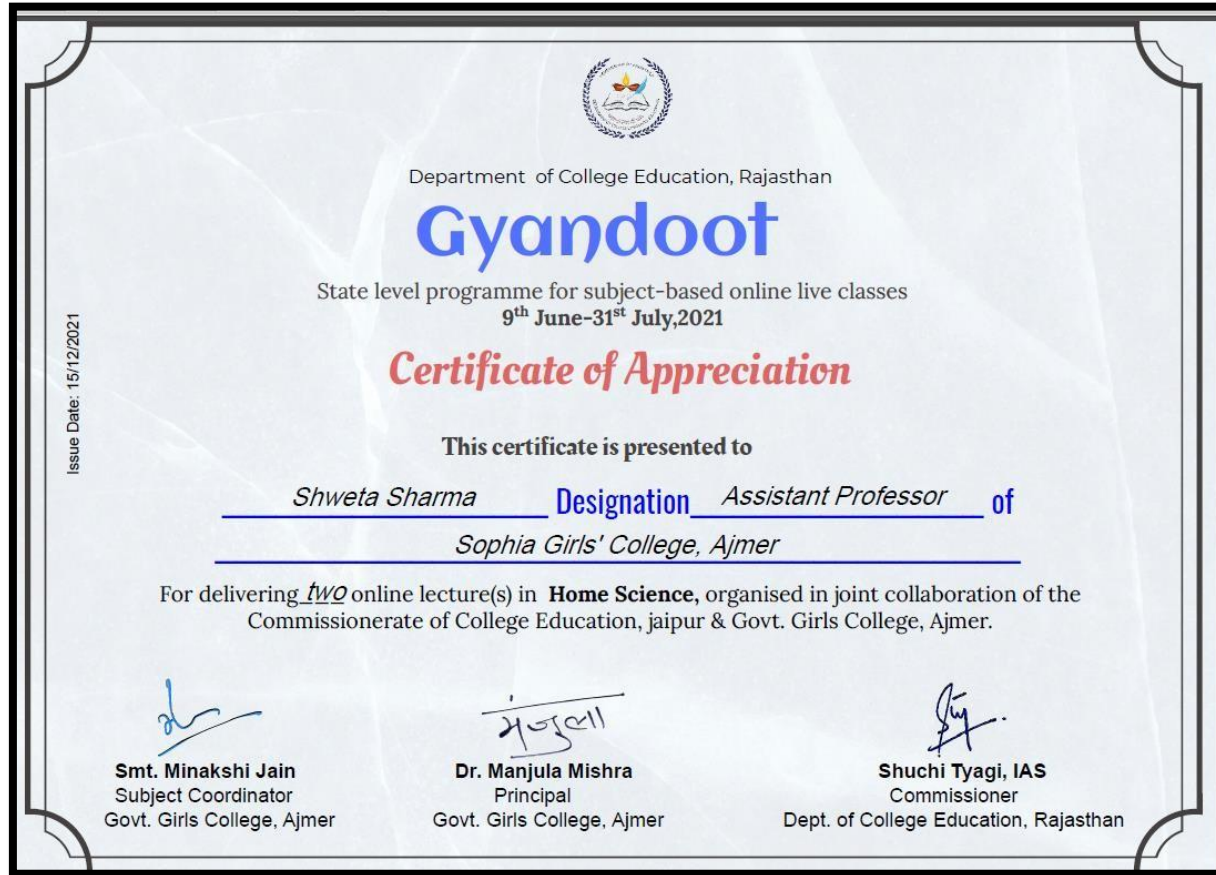 Department of College Education, Rajasthan
Gyandoot
State level programme for subject-based online live classes
9th June-31st July,2021
Certificate of Appreciation
Issue Date: 15/12/2021
This certificate is presented to
Shweta Sharma Designation Assistant Professor of
Sophia Girls' College, Ajmer
For delivering two online lecture(s) in Home Science, organised in joint collaboration of the
Commissionerate of College Education, jaipur & Govt. Girls College, Ajmer.
मंजुला
Smt. Minakshi Jain Dr. Manjula Mishra Shuchi Tyagi, IAS
Subject Coordinator Principal Commissioner
Govt. Girls College, Ajmer Govt. Girls College, Ajmer Dept. of College Education, Rajasthan